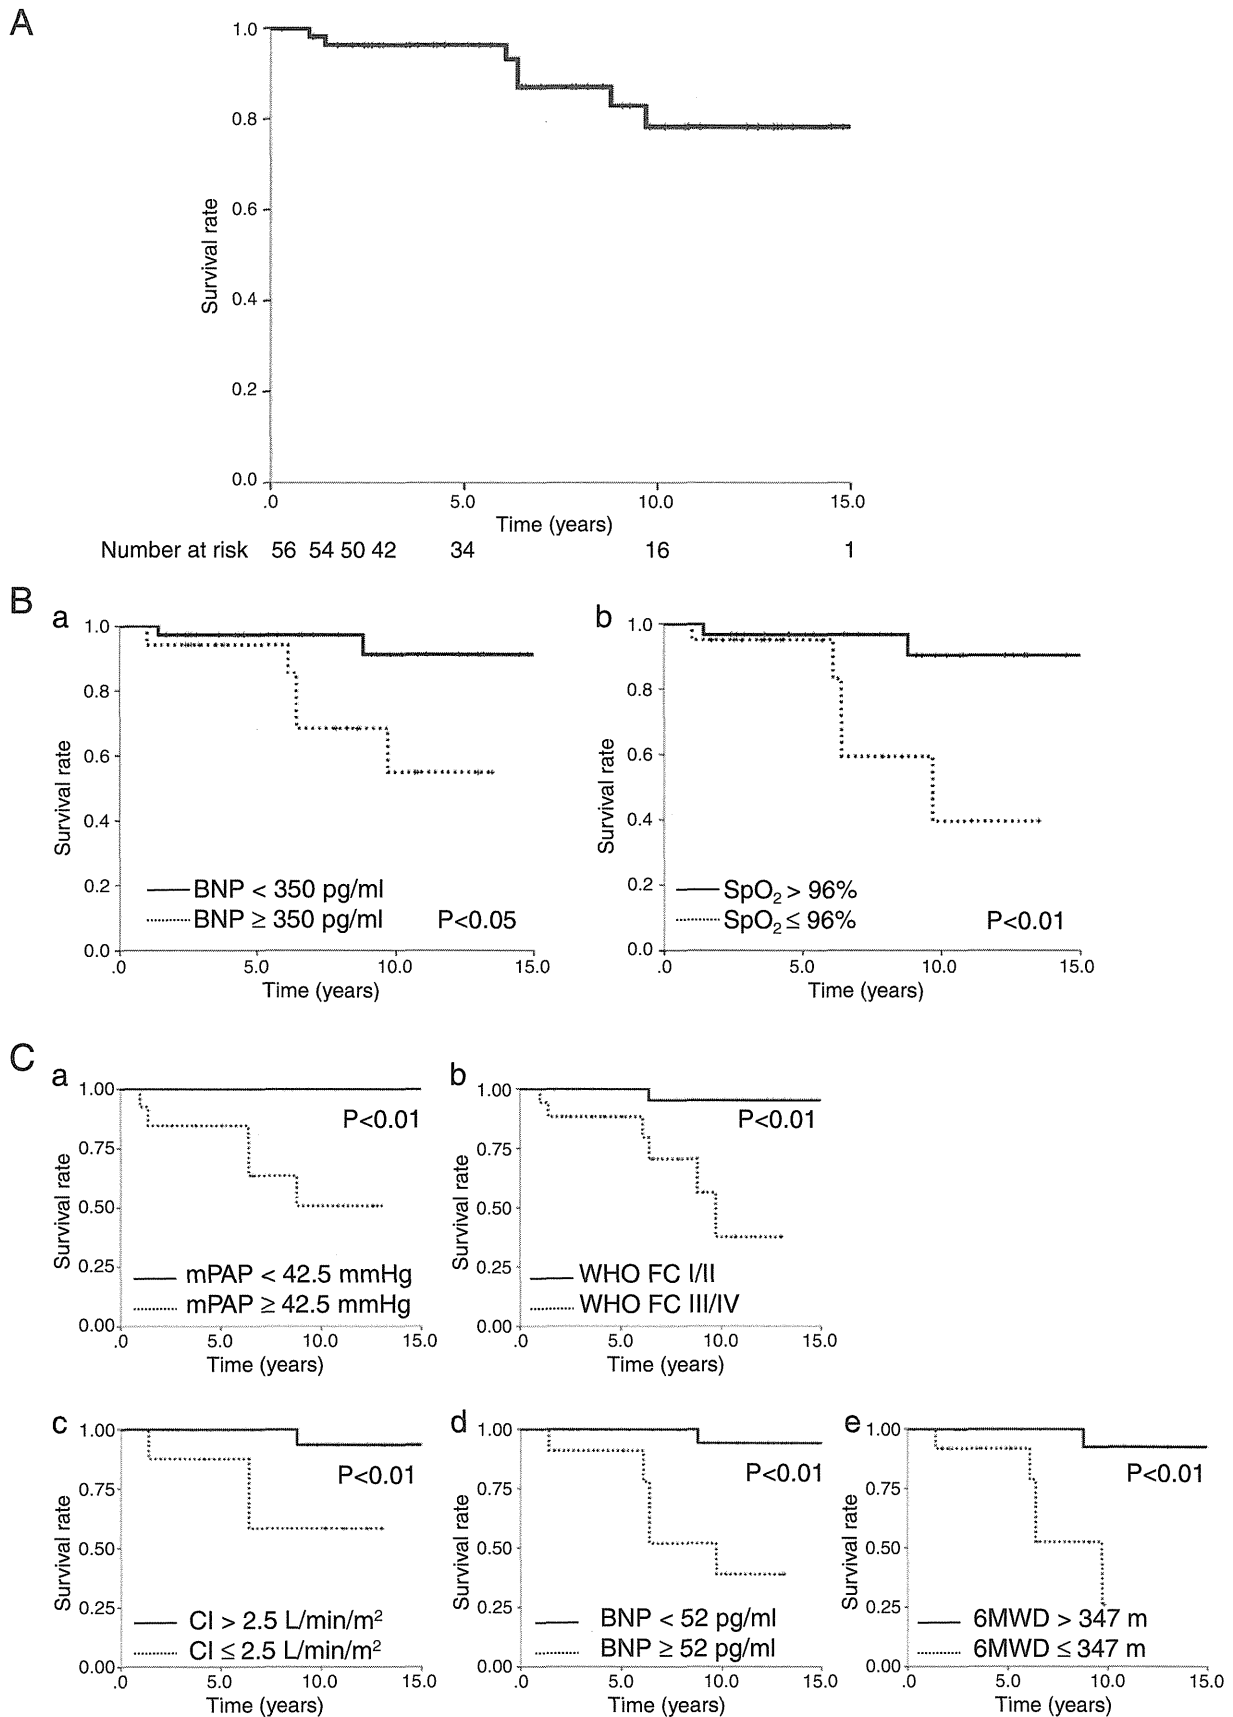 A
1.0
0.8
0.6
0.4
0.2
0.0
Survival rate
.0 5.0 10.0 15.0
Time (years)
Number at risk 56 54 50 42 34 16 1
B
a
1.0
0.8
0.6
0.4
0.2
0.0
Survival rate
BNP < 350 pg/ml
BNP ≥ 350 pg/ml
P<0.05
.0 5.0 10.0 15.0
Time (years)
b
1.0
0.8
0.6
0.4
0.2
0.0
Survival rate
SpO₂ > 96%
SpO₂ ≤ 96%
P<0.01
.0 5.0 10.0 15.0
Time (years)
C
a
1.00
0.75
0.50
0.25
0.00
Survival rate
P<0.01
mPAP < 42.5 mmHg
mPAP ≥ 42.5 mmHg
.0 5.0 10.0 15.0
Time (years)
b
1.00
0.75
0.50
0.25
0.00
Survival rate
P<0.01
WHO FC I/II
WHO FC III/IV
.0 5.0 10.0 15.0
Time (years)
c
1.00
0.75
0.50
0.25
0.00
Survival rate
P<0.01
CI > 2.5 L/min/m²
CI ≤ 2.5 L/min/m²
.0 5.0 10.0 15.0
Time (years)
d
1.00
0.75
0.50
0.25
0.00
Survival rate
P<0.01
BNP < 52 pg/ml
BNP ≥ 52 pg/ml
.0 5.0 10.0 15.0
Time (years)
e
1.00
0.75
0.50
0.25
0.00
Survival rate
P<0.01
6MWD > 347 m
6MWD ≤ 347 m
.0 5.0 10.0 15.0
Time (years)